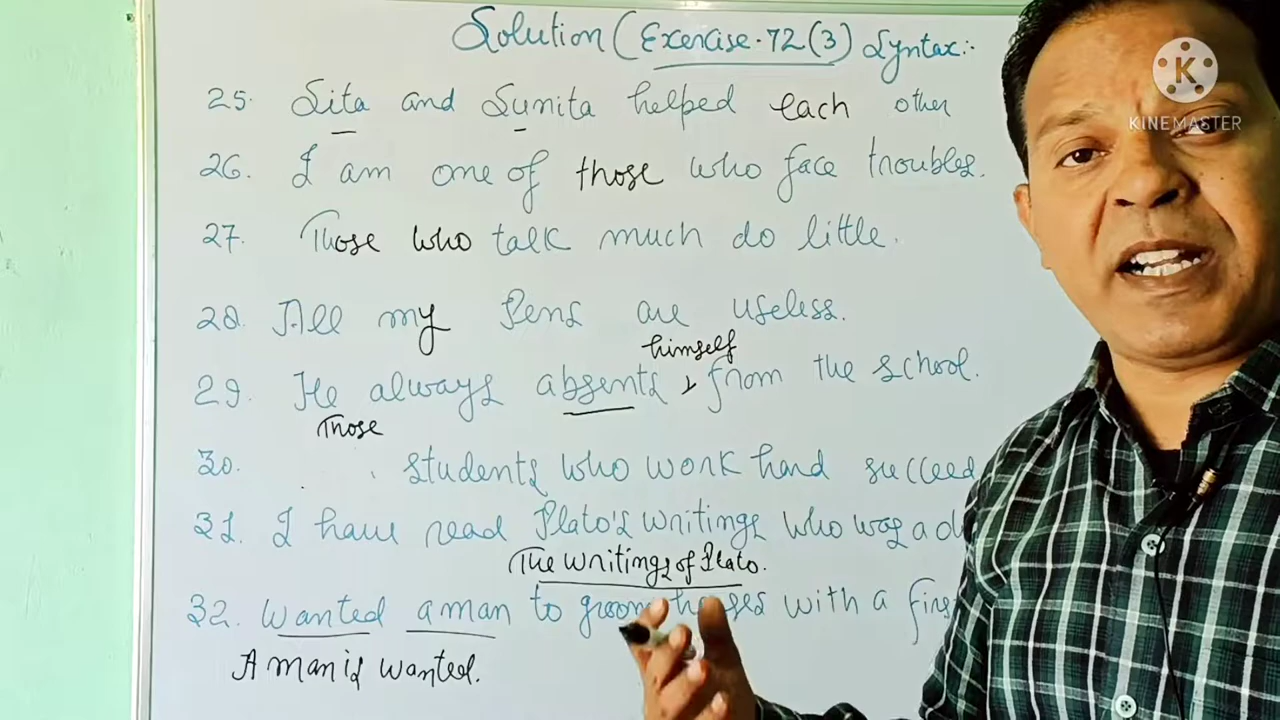 Solution (Exercise-72(3) Syntax:-
25. Sita and Sunita helped each other
26. I am one of those who face troubles.
27. Those who talk much do little.
28. All my Pens are useless.
himself
29. He always absents from the school.
Those
30. students who work hard succeed
31. I have read Plato's writings who was a
The writings of Plato.
32. Wanted a man to groom horses with a
A man is wanted.
K
KINEMASTER